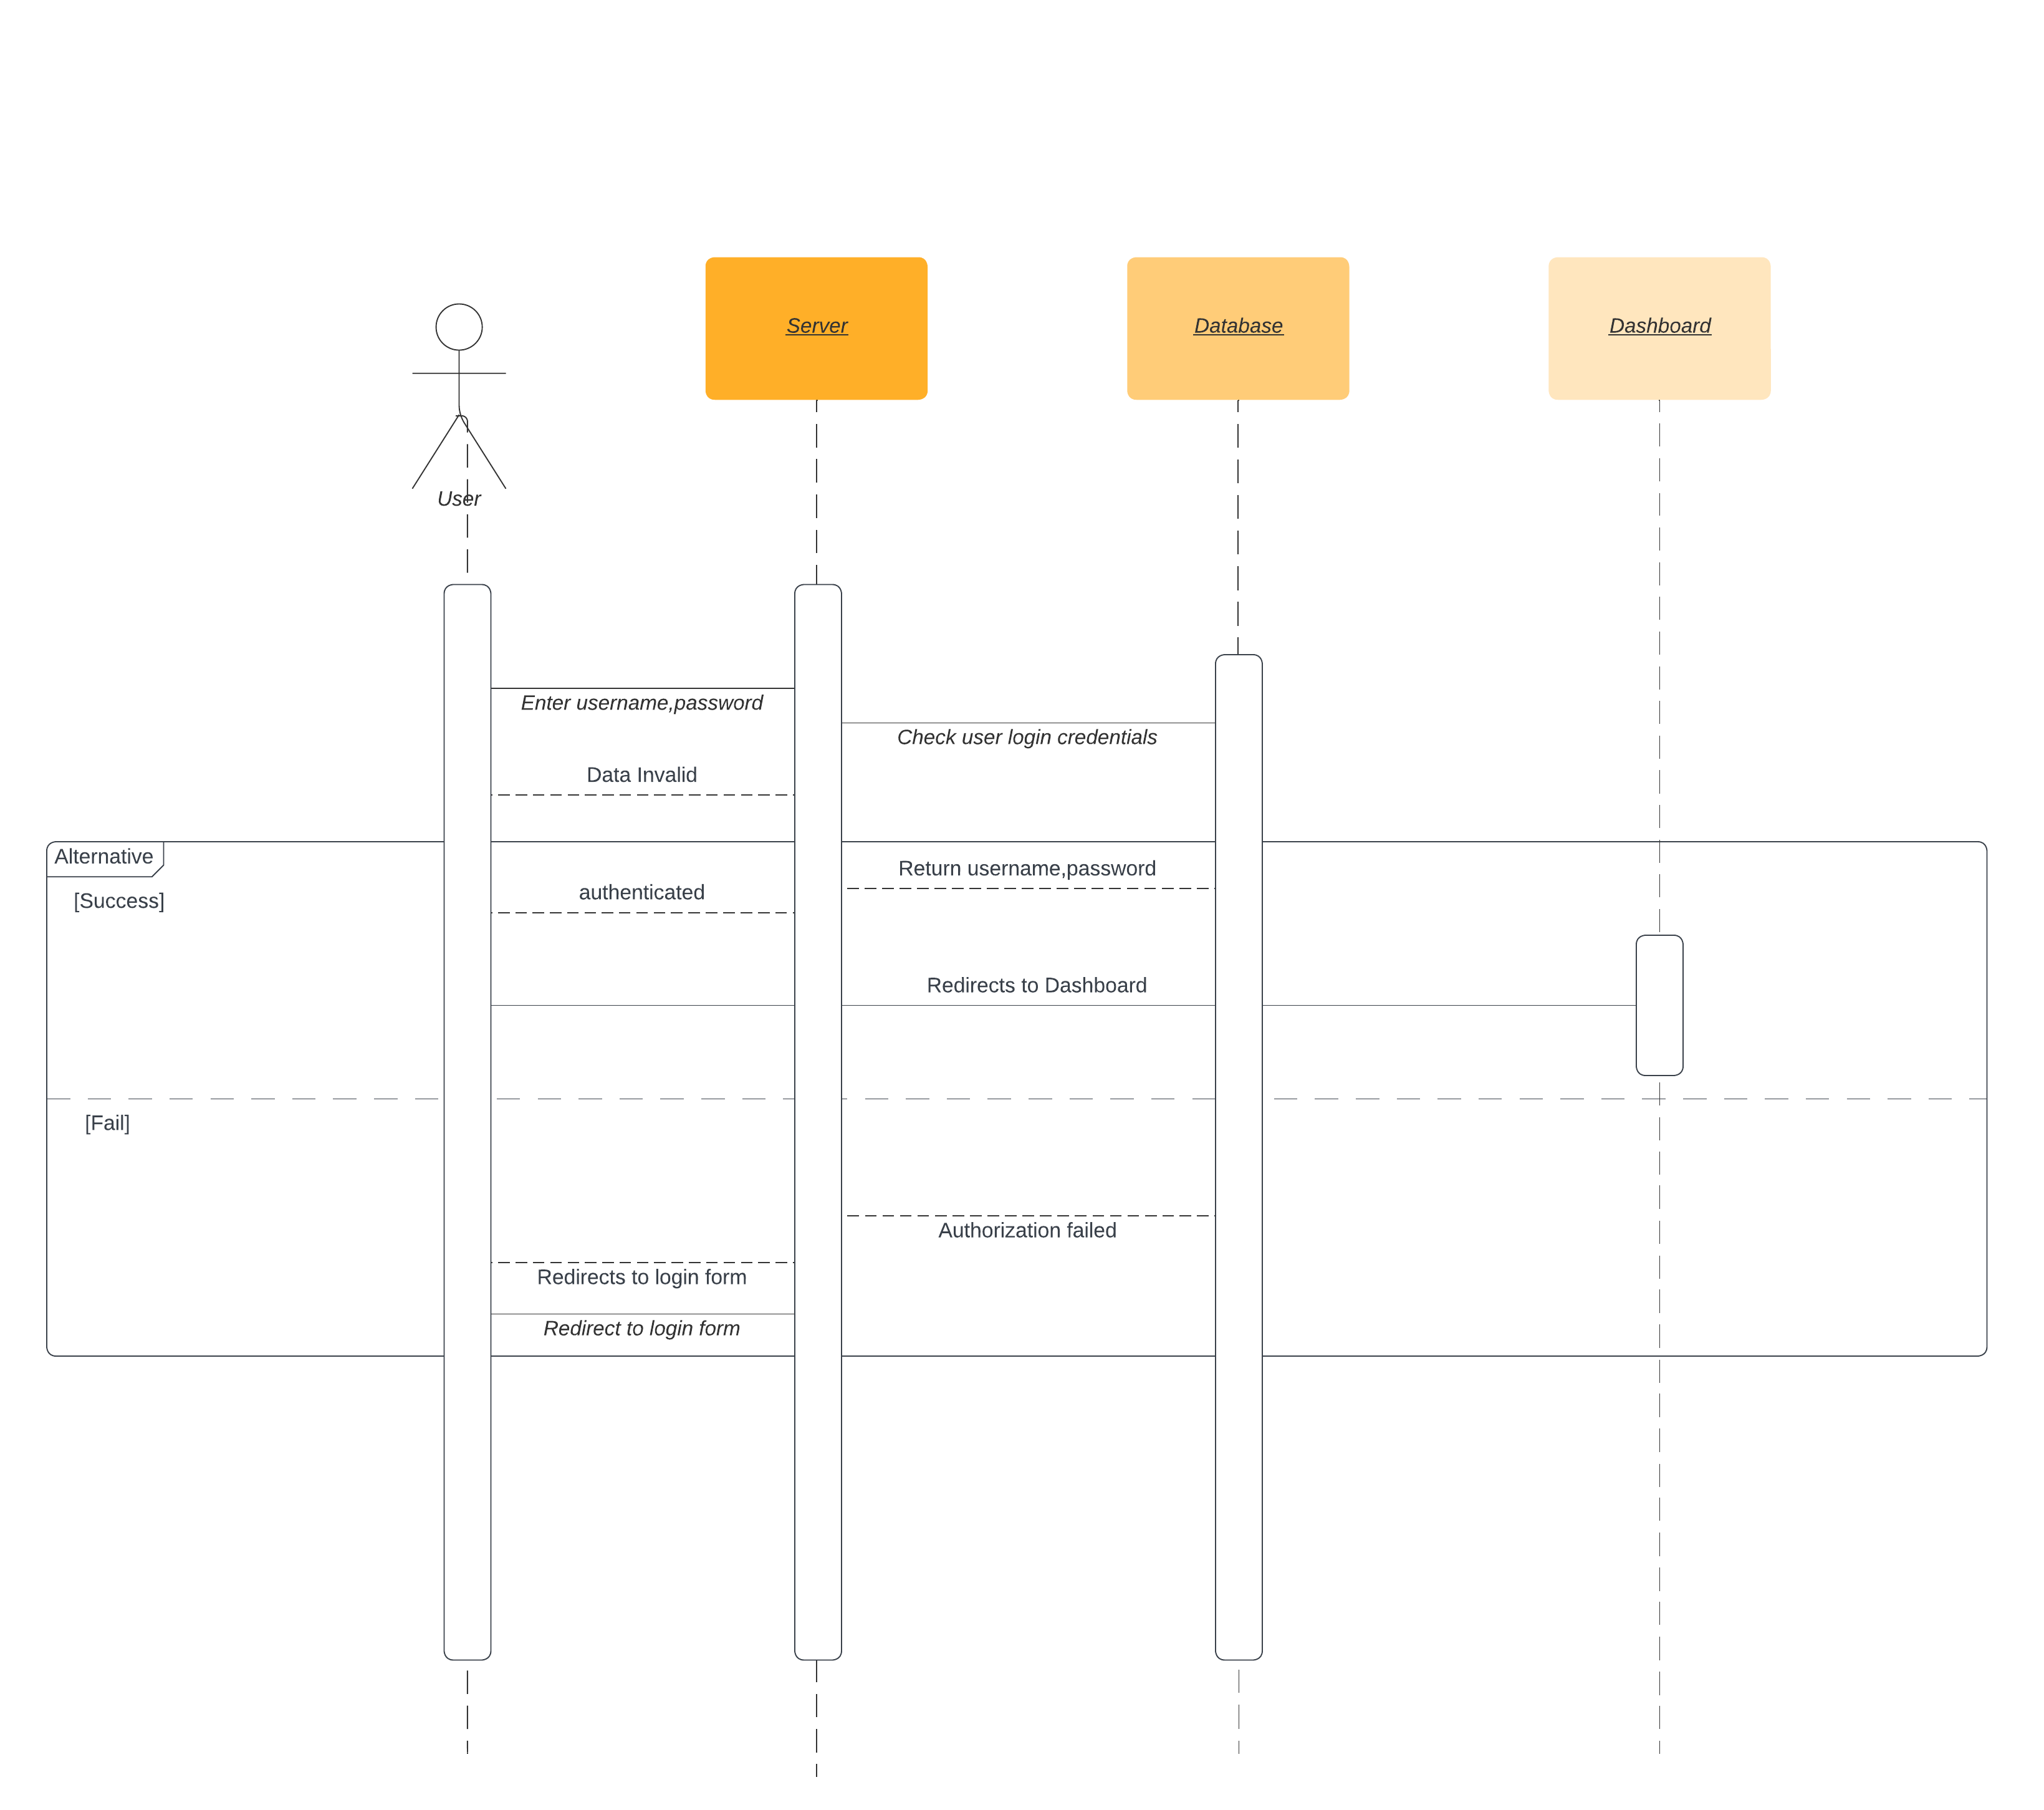 Server
Database
Dashboard
User
Enter username,password
Check user login credentials
Data Invalid
Alternative
Return username,password
authenticated
[Success]
Redirects to Dashboard
[Fail]
Authorization failed
Redirects to login form
Redirect to login form